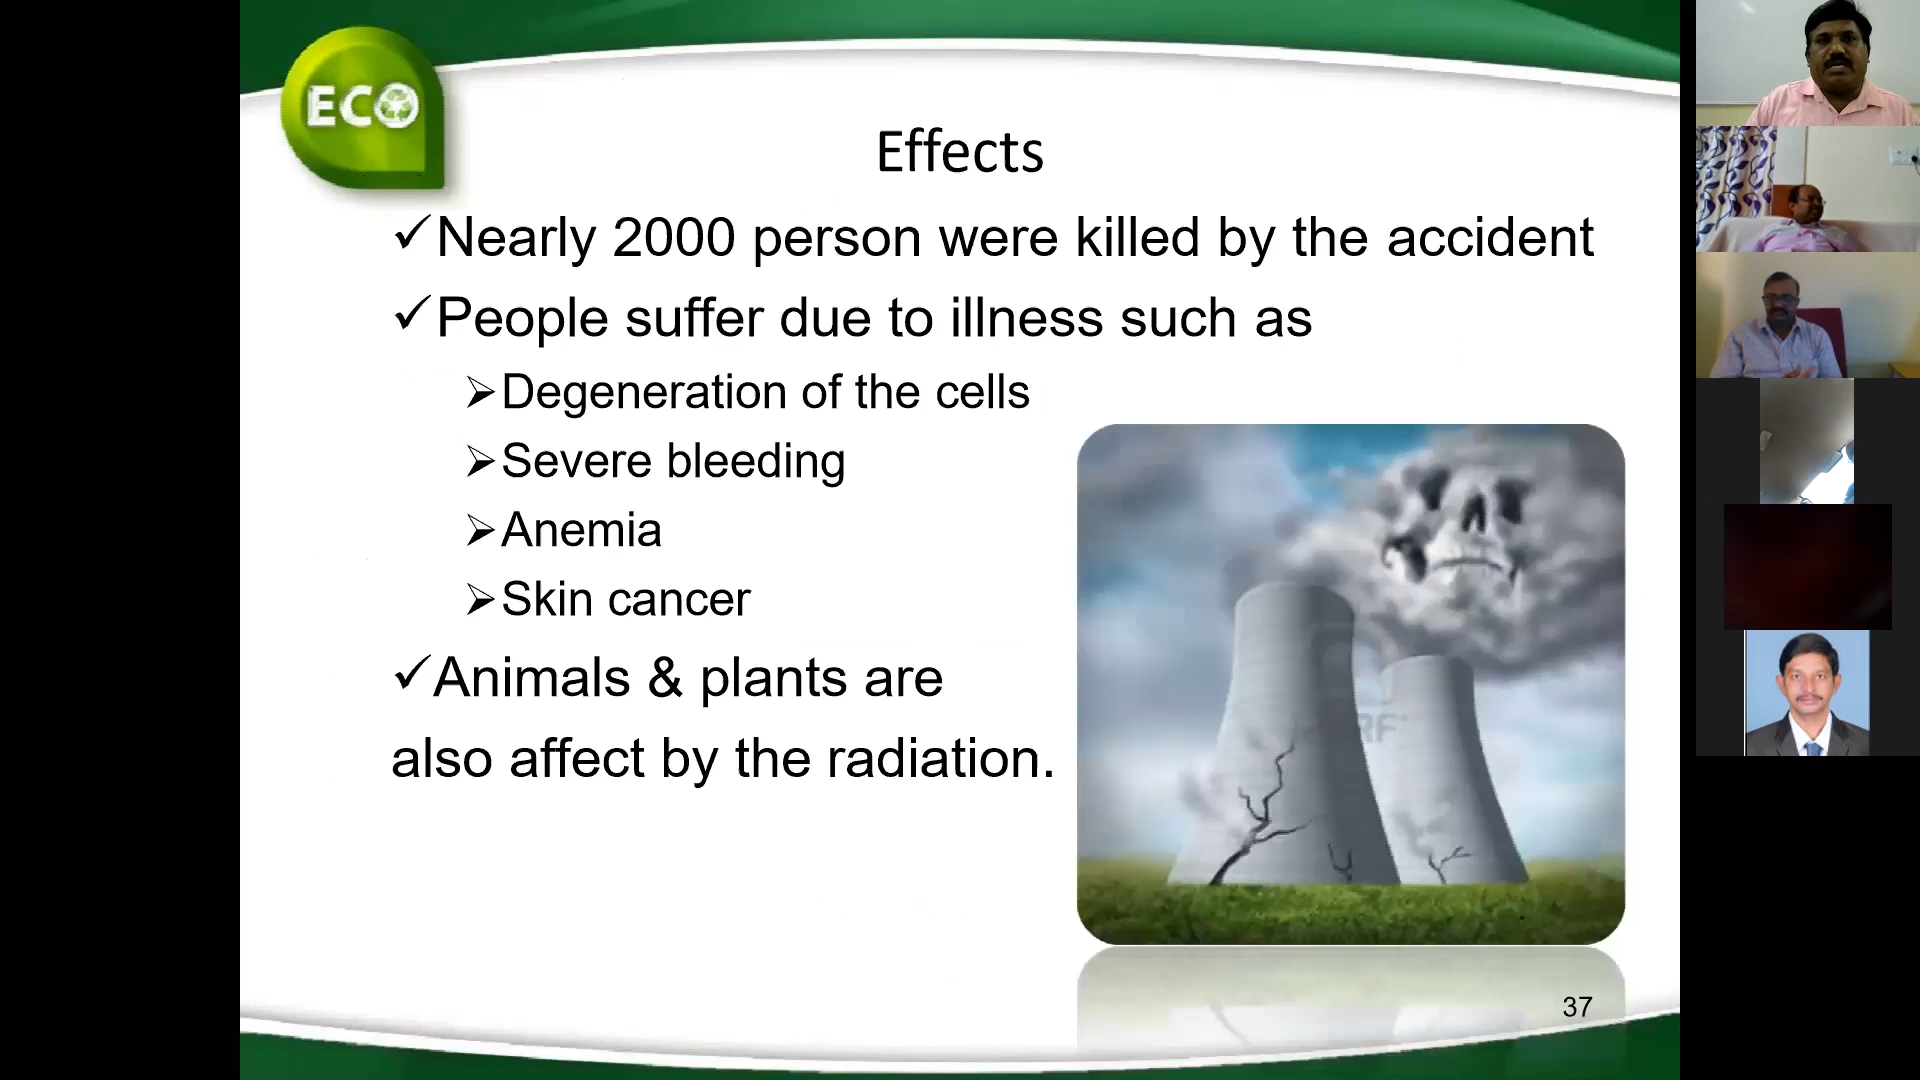 ECO
Effects
✓Nearly 2000 person were killed by the accident
✓People suffer due to illness such as
➢Degeneration of the cells
➢Severe bleeding
➢Anemia
➢Skin cancer
✓Animals & plants are
also affect by the radiation.
37